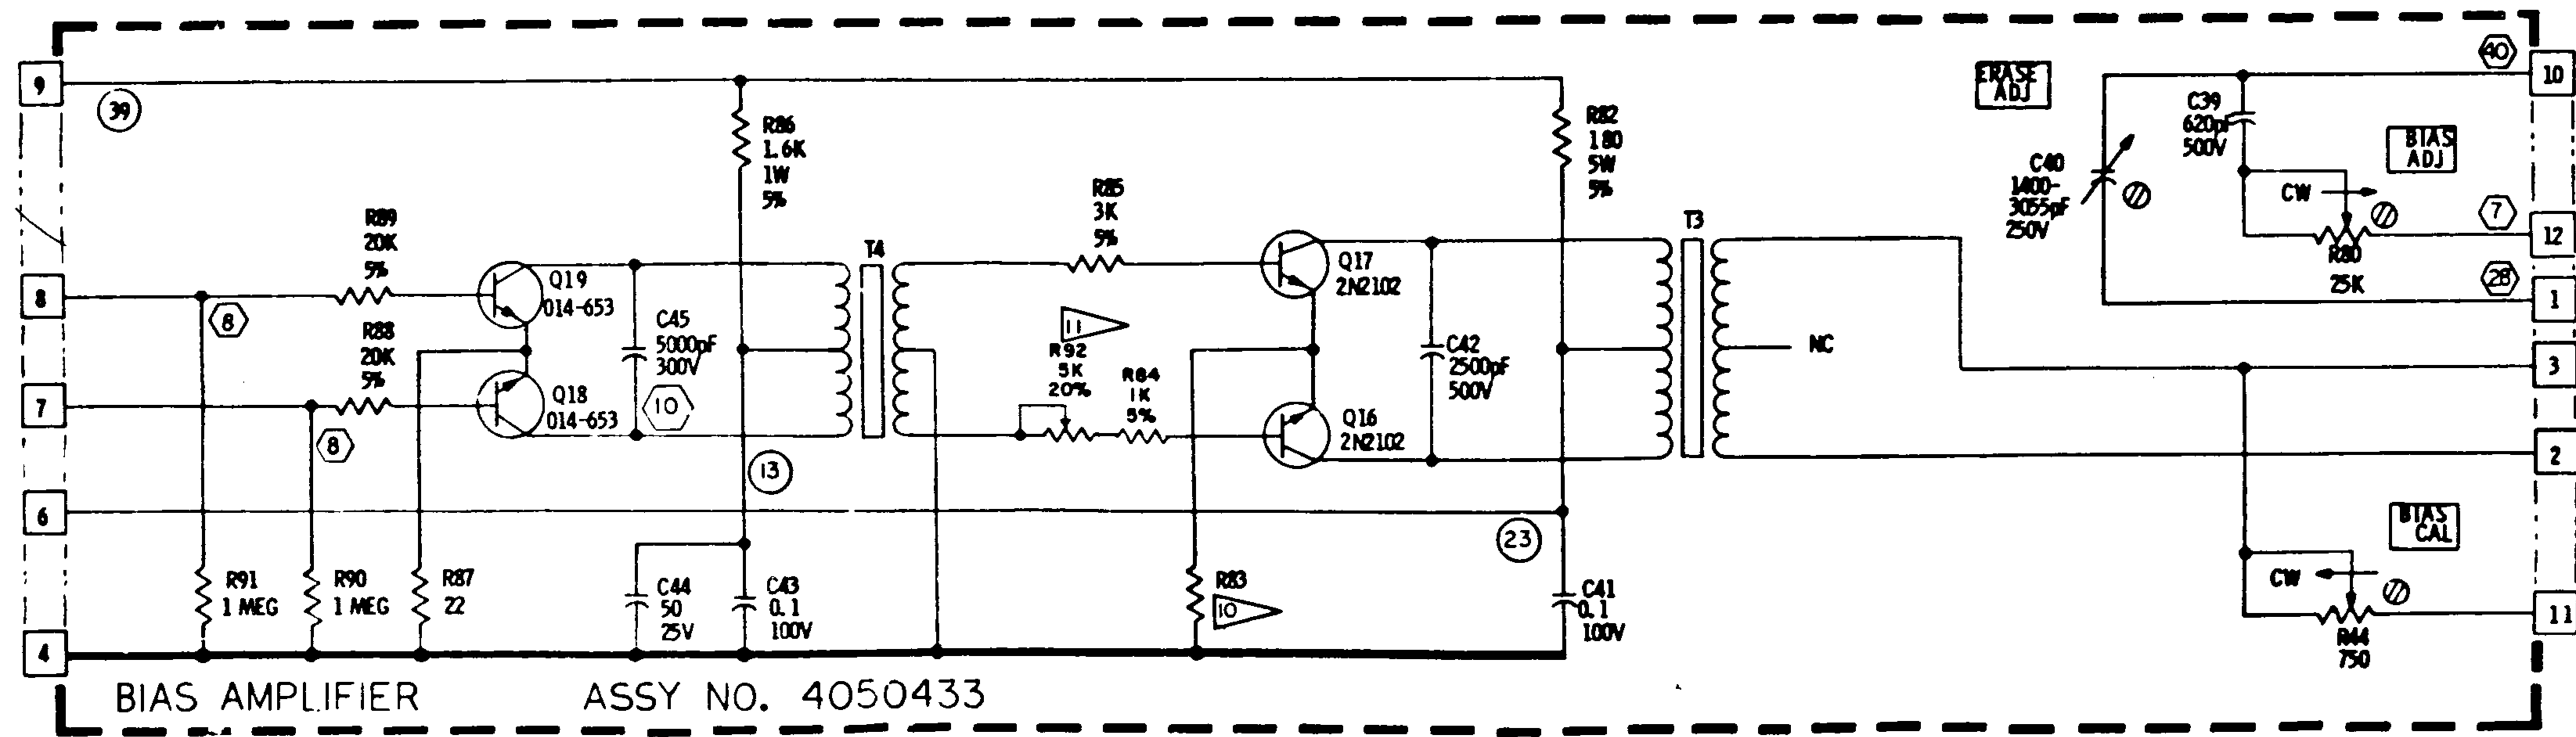 9
39
R86
1.6K
1W
5%
R82
180
5W
5%
ERASE
ADJ
40
10
C39
620pF
500V
BIAS
ADJ
C40
1400-
3055pF
250V
CW
7
12
R80
25K
28
1
8
8
R89
20K
5%
Q19
014-653
R88
20K
5%
7
8
Q18
014-653
C45
5000pF
300V
10
T4
R85
3K
5%
11
R92
5K
20%
R84
1K
5%
Q17
2N2102
Q16
2N2102
C42
2500pF
500V
T3
NC
3
2
13
6
23
BIAS
CAL
CW
11
R44
750
R91
1 MEG
R90
1 MEG
R87
22
C44
50
25V
C43
0.1
100V
R83
10
C41
0.1
100V
4
BIAS AMPLIFIER ASSY NO. 4050433